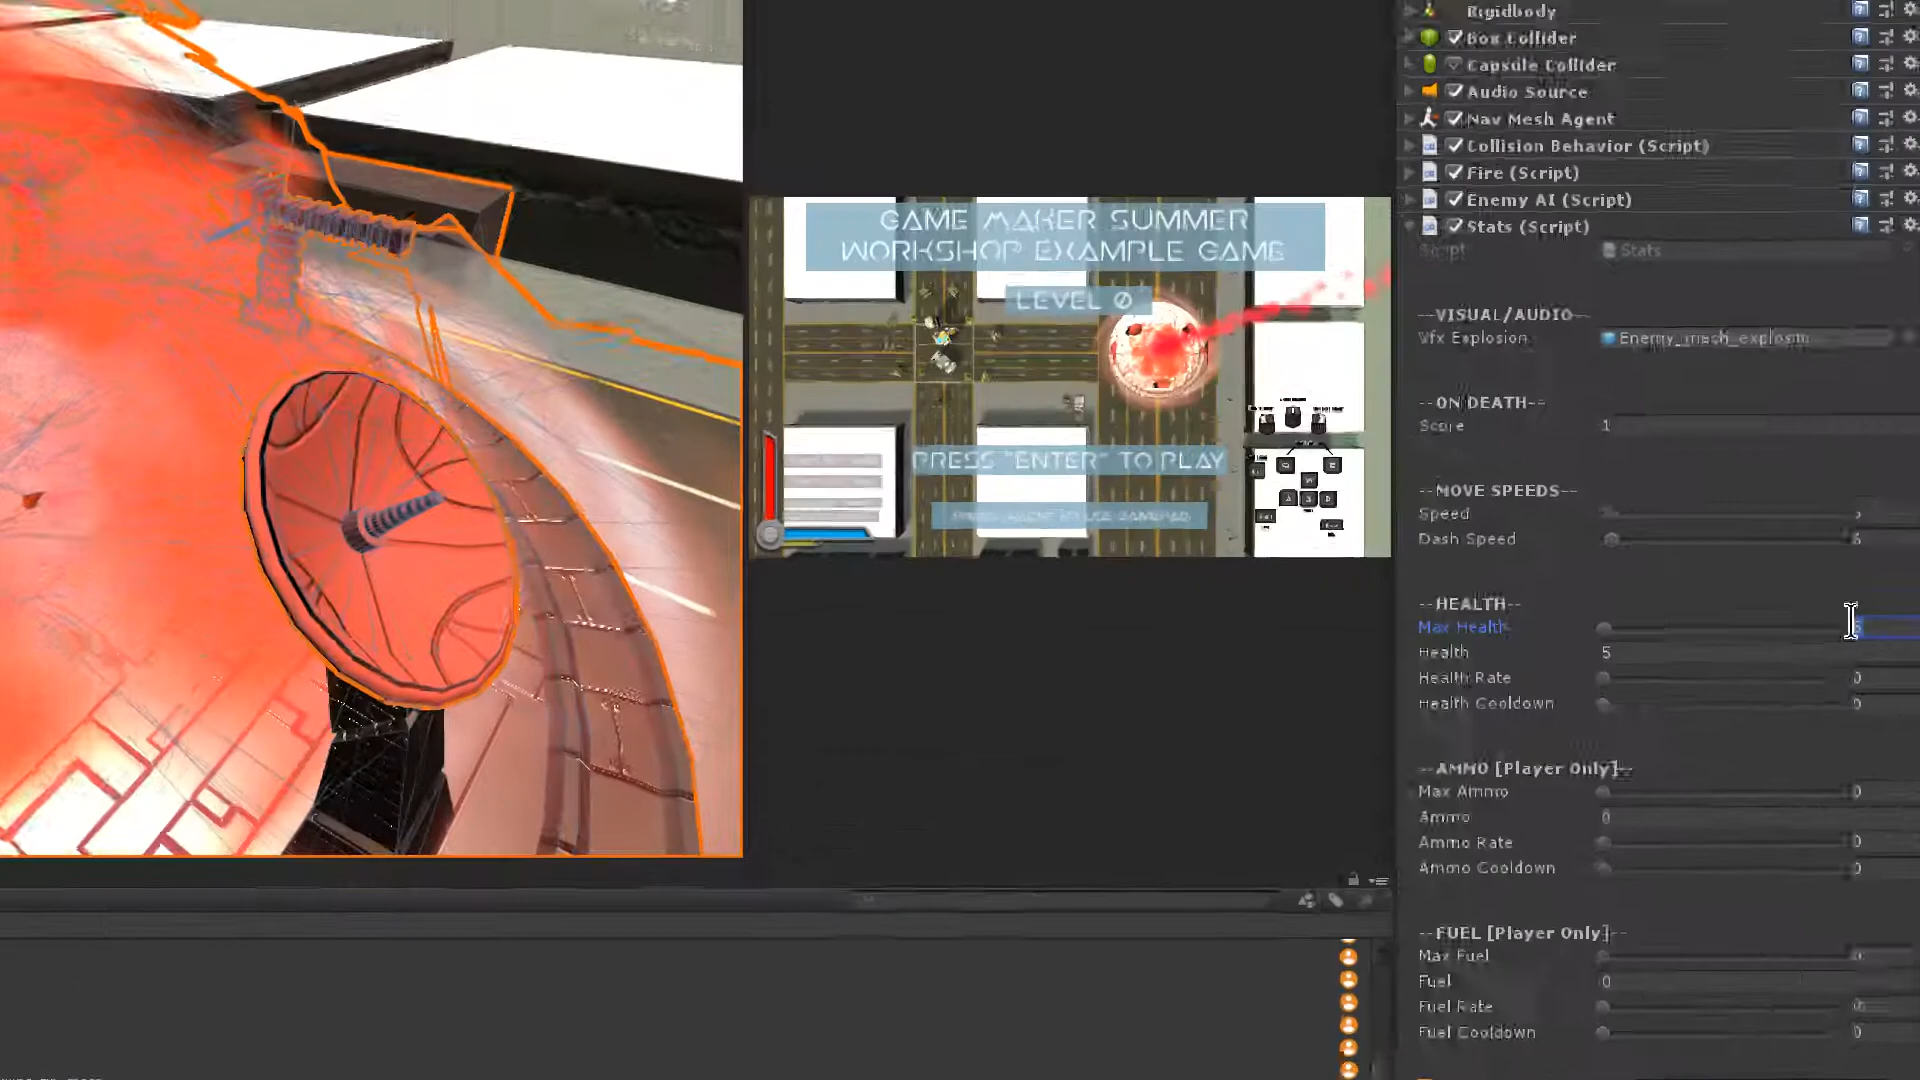 GAME MAKER SUMMER
WORKSHOP EXAMPLE GAME
LEVEL 0
PRESS "ENTER" TO PLAY
Rigidbody
Box Collider
Capsule Collider
Audio Source
Nav Mesh Agent
Collision Behavior (Script)
Fire (Script)
Enemy AI (Script)
Stats (Script)
Script Stats
--VISUAL/AUDIO--
Vfx Explosion Enemy_mech_explosion
--ON DEATH--
Score 1
--MOVE SPEEDS--
Speed
Dash Speed 6
--HEALTH--
Max Health
Health 5
Health Rate 0
Health Cooldown 0
--AMMO [Player Only]--
Max Ammo 0
Ammo 0
Ammo Rate 0
Ammo Cooldown 0
--FUEL [Player Only]--
Max Fuel 0
Fuel 0
Fuel Rate 0
Fuel Cooldown 0